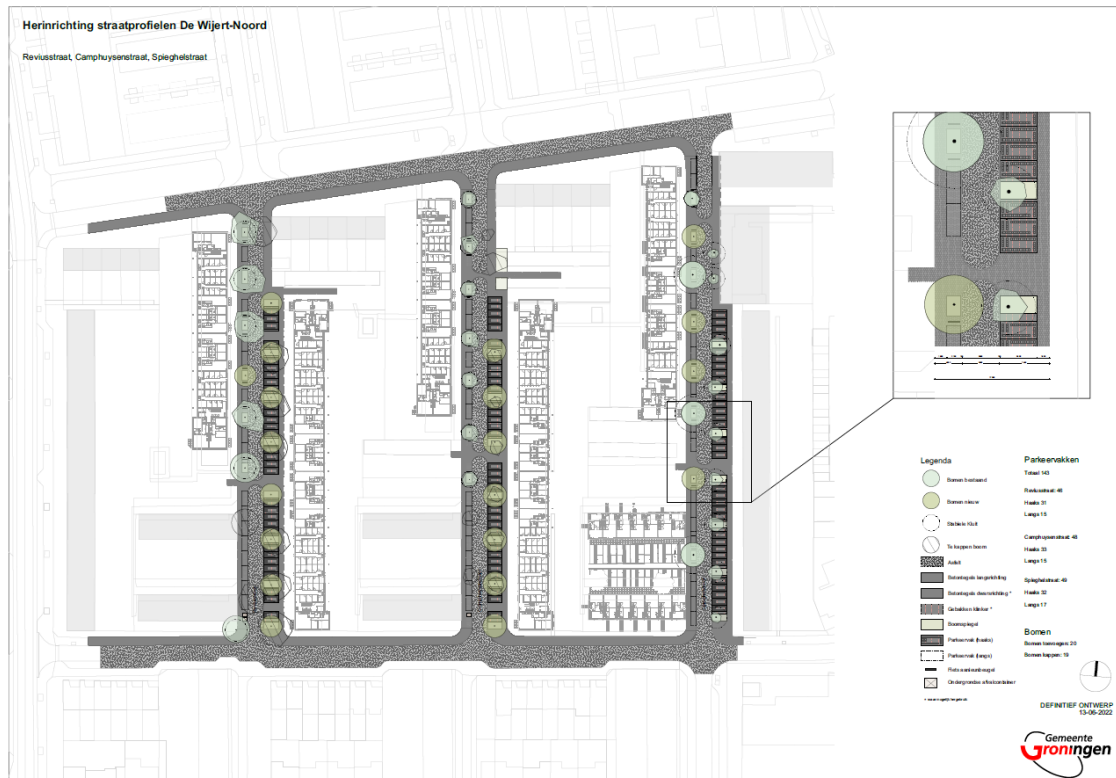 Herinrichting straatprofielen De Wijert-Noord
Reviusstraat, Camphuysenstraat, Spieghelstraat
Legenda
Bomen bestaand
Bomen nieuw
Stabiele Kluit
Te kappen boom
Asfalt
Betontegels langsrichting
Betontegels dwarsrichting *
Gebakken klinker *
Boomspiegel
Parkeervak (haaks)
Parkeervak (langs)
Fiets aanleunbeugel
Ondergrondse afvalcontainer
Parkeervakken
Totaal 143
Reviusstraat: 46
Haaks 31
Langs 15
Camphuysenstraat: 48
Haaks 33
Langs 15
Spieghelstraat: 49
Haaks 32
Langs 17
Bomen
Bomen toevoegen: 20
Bomen kappen: 19
DEFINITIEF ONTWERP
13-06-2022
Gemeente
Groningen